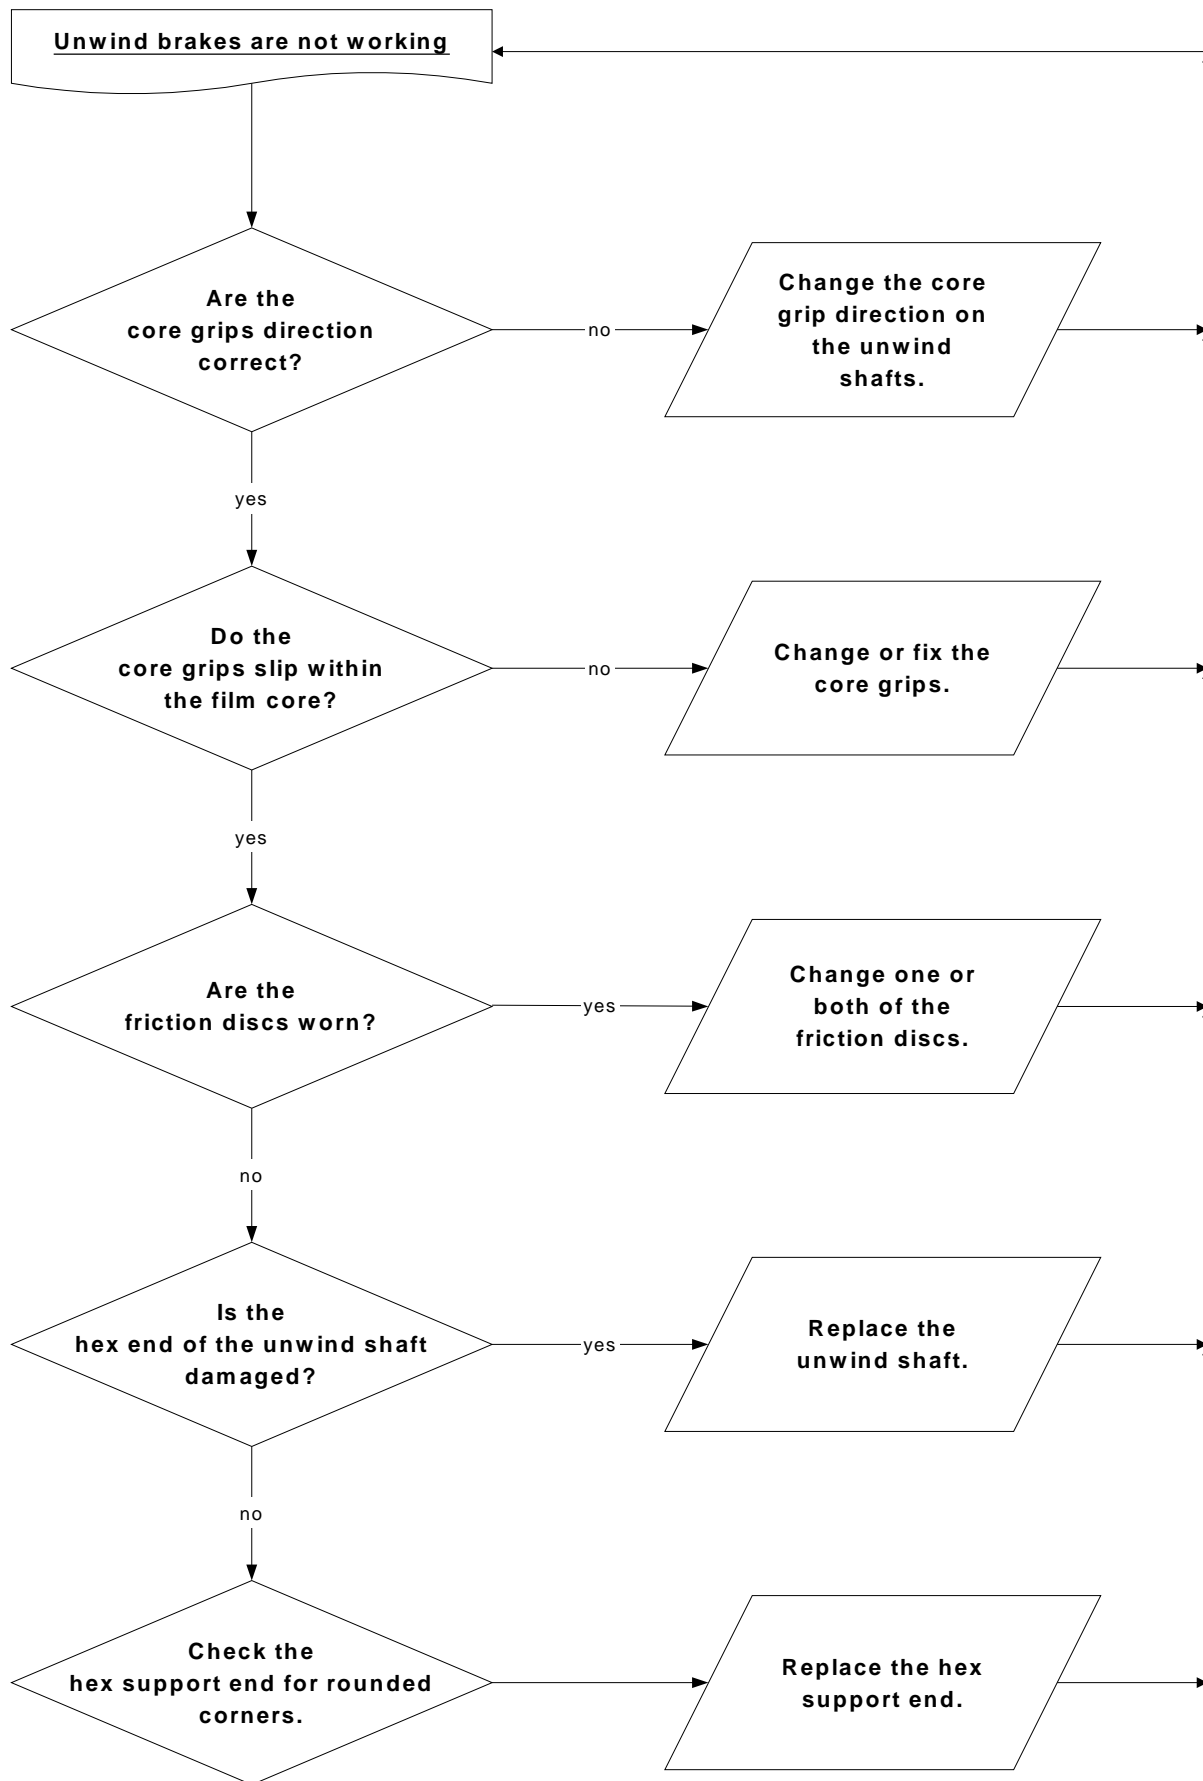 Unwind brakes are not working
Are the
core grips direction
correct?
no
Change the core
grip direction on
the unwind
shafts.
yes
Do the
core grips slip within
the film core?
no
Change or fix the
core grips.
yes
Are the
friction discs worn?
yes
Change one or
both of the
friction discs.
no
Is the
hex end of the unwind shaft
damaged?
yes
Replace the
unwind shaft.
no
Check the
hex support end for rounded
corners.
Replace the hex
support end.